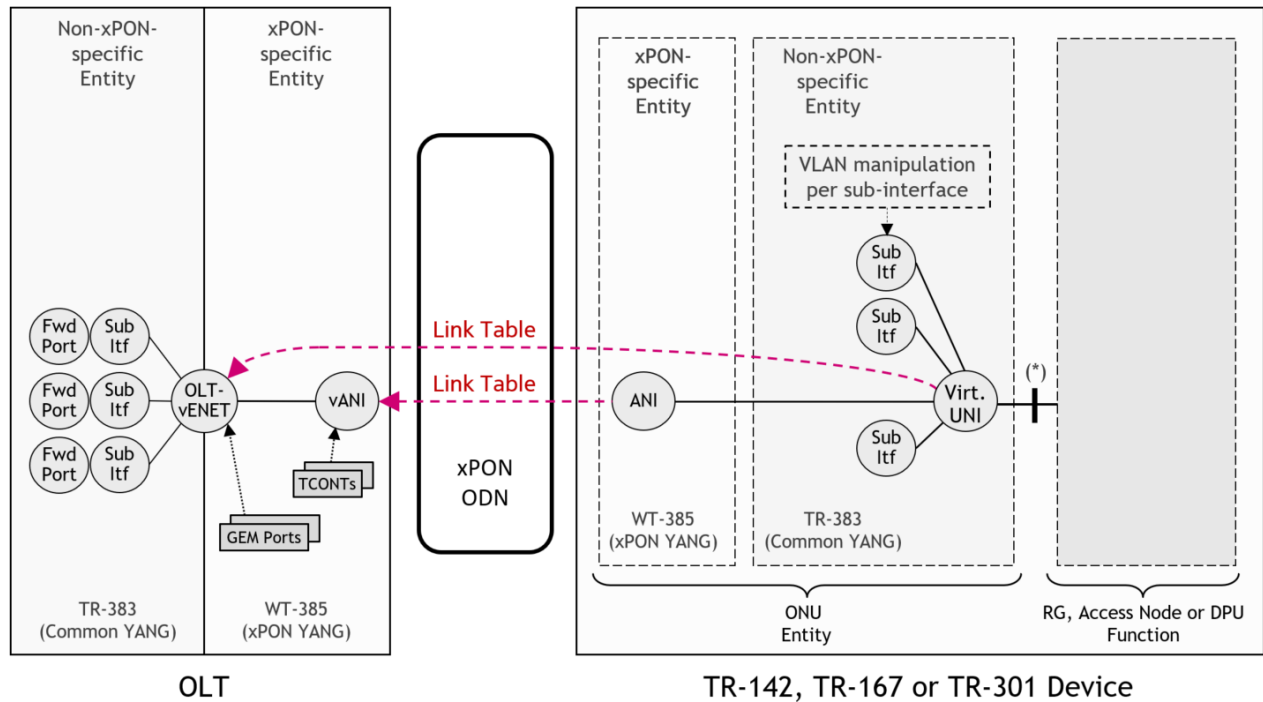 Non-xPON-
specific
Entity
xPON-
specific
Entity
xPON-
specific
Entity
Non-xPON-
specific
Entity
VLAN manipulation
per sub-interface
Sub
Itf
Sub
Itf
Fwd
Port
Sub
Itf
Fwd
Port
Sub
Itf
Fwd
Port
Sub
Itf
OLT-
vENET
vANI
Link Table
Link Table
ANI
Virt.
UNI
(*)
Sub
Itf
TCONTs
GEM Ports
xPON
ODN
WT-385
(xPON YANG)
TR-383
(Common YANG)
TR-383
(Common YANG)
WT-385
(xPON YANG)
ONU
Entity
RG, Access Node or DPU
Function
OLT
TR-142, TR-167 or TR-301 Device